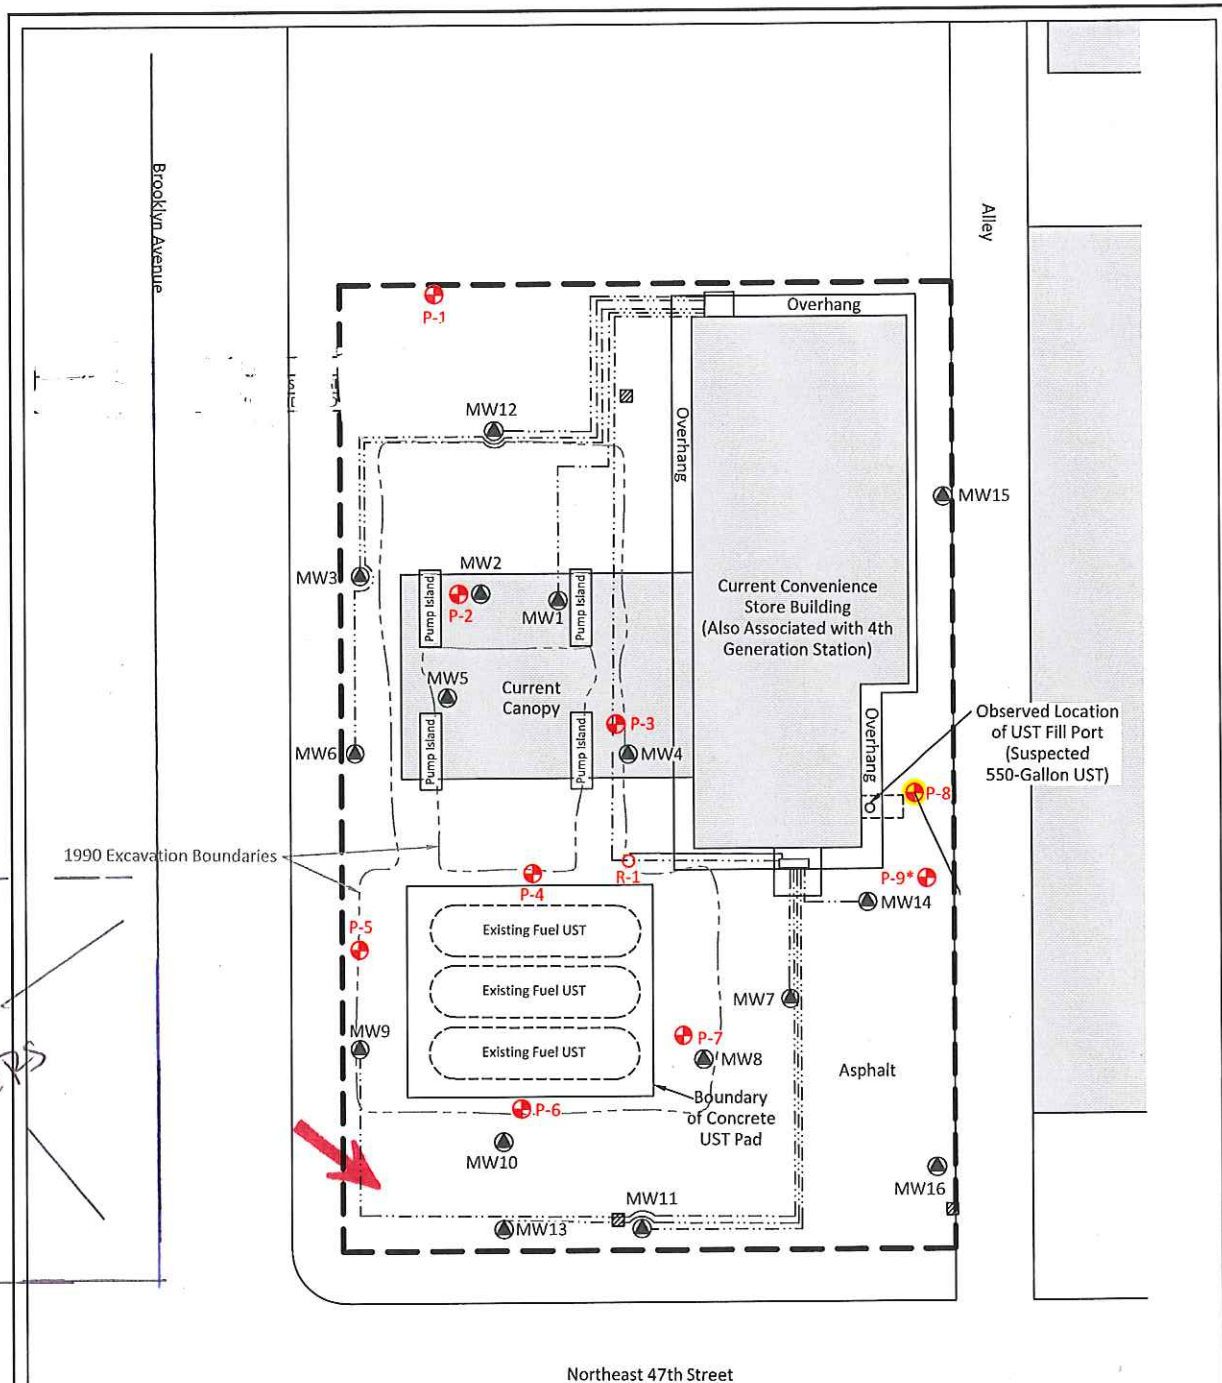 Brooklyn Avenue
Alley
Overhang
P-1
MW12
Overhang
MW15
MW3
MW2
Pump Island
P-2
MW1
Pump Island
Current Convenience
Store Building
(Also Associated with 4th
Generation Station)
MW5
Current
Canopy
Pump Island
Pump Island
P-3
MW4
MW6
Overhang
Observed Location
of UST Fill Port
(Suspected
550-Gallon UST)
P-8
1990 Excavation Boundaries
P-4
R-1
P-9*
MW14
P-5
Existing Fuel UST
Existing Fuel UST
Existing Fuel UST
MW7
MW9
P-7
MW8
Asphalt
Boundary
of Concrete
UST Pad
P-6
MW10
MW16
MW11
MW13
Northeast 47th Street